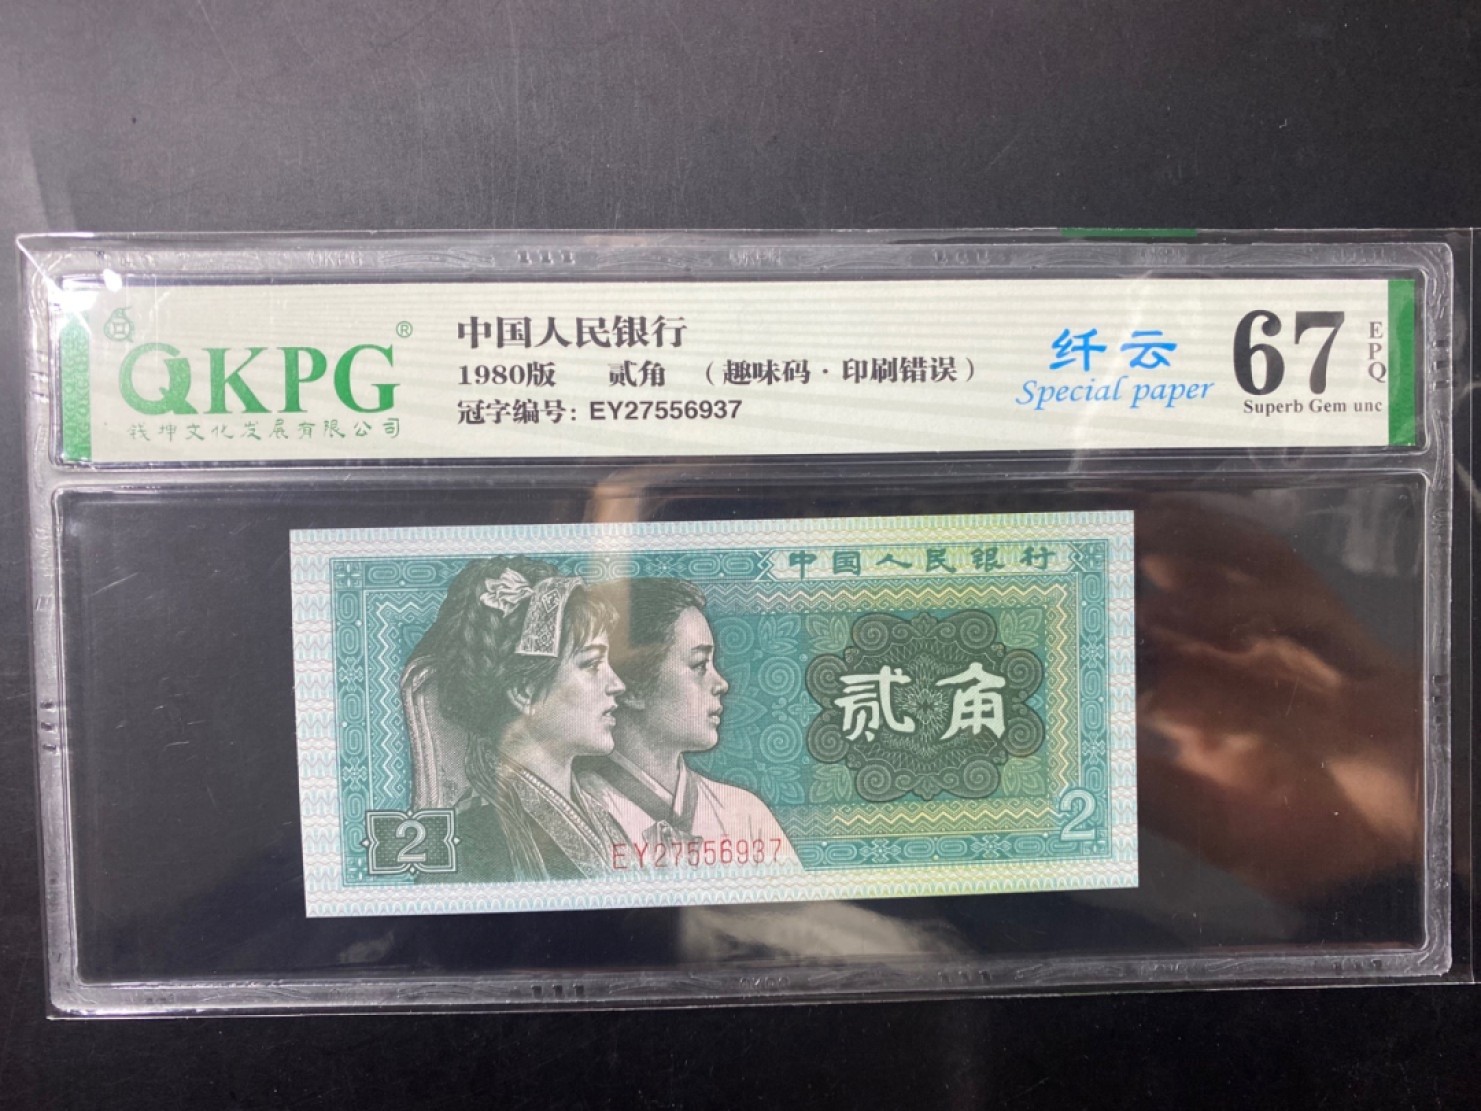 QKPG®
钱坤文化发展有限公司
中国人民银行
1980版 贰角 (趣味码·印刷错误)
冠字编号: EY27556937
纤云
Special paper
67
EPQ
Superb Gem unc
中国人民银行
贰角
2
2
EY27556937